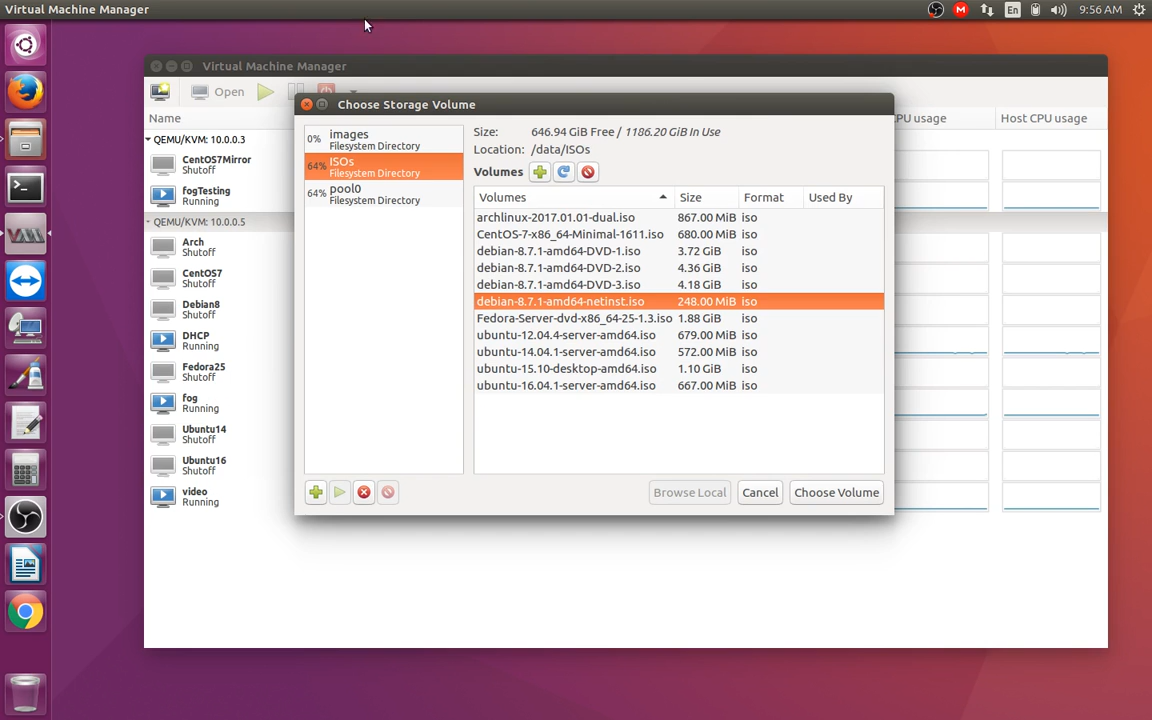 Virtual Machine Manager
En
9:56 AM
Virtual Machine Manager
Open
Name
CPU usage
Host CPU usage
QEMU/KVM: 10.0.0.3
CentOS7Mirror
Shutoff
fogTesting
Running
QEMU/KVM: 10.0.0.5
Arch
Shutoff
CentOS7
Shutoff
Debian8
Shutoff
DHCP
Running
Fedora25
Shutoff
fog
Running
Ubuntu14
Shutoff
Ubuntu16
Shutoff
video
Running
Choose Storage Volume
0% images
Filesystem Directory
64% ISOs
Filesystem Directory
64% pool0
Filesystem Directory
Size: 646.94 GiB Free / 1186.20 GiB In Use
Location: /data/ISOs
Volumes
Volumes Size Format Used By
archlinux-2017.01.01-dual.iso 867.00 MiB iso
CentOS-7-x86_64-Minimal-1611.iso 680.00 MiB iso
debian-8.7.1-amd64-DVD-1.iso 3.72 GiB iso
debian-8.7.1-amd64-DVD-2.iso 4.36 GiB iso
debian-8.7.1-amd64-DVD-3.iso 4.18 GiB iso
debian-8.7.1-amd64-netinst.iso 248.00 MiB iso
Fedora-Server-dvd-x86_64-25-1.3.iso 1.88 GiB iso
ubuntu-12.04.4-server-amd64.iso 679.00 MiB iso
ubuntu-14.04.1-server-amd64.iso 572.00 MiB iso
ubuntu-15.10-desktop-amd64.iso 1.10 GiB iso
ubuntu-16.04.1-server-amd64.iso 667.00 MiB iso
Browse Local
Cancel
Choose Volume